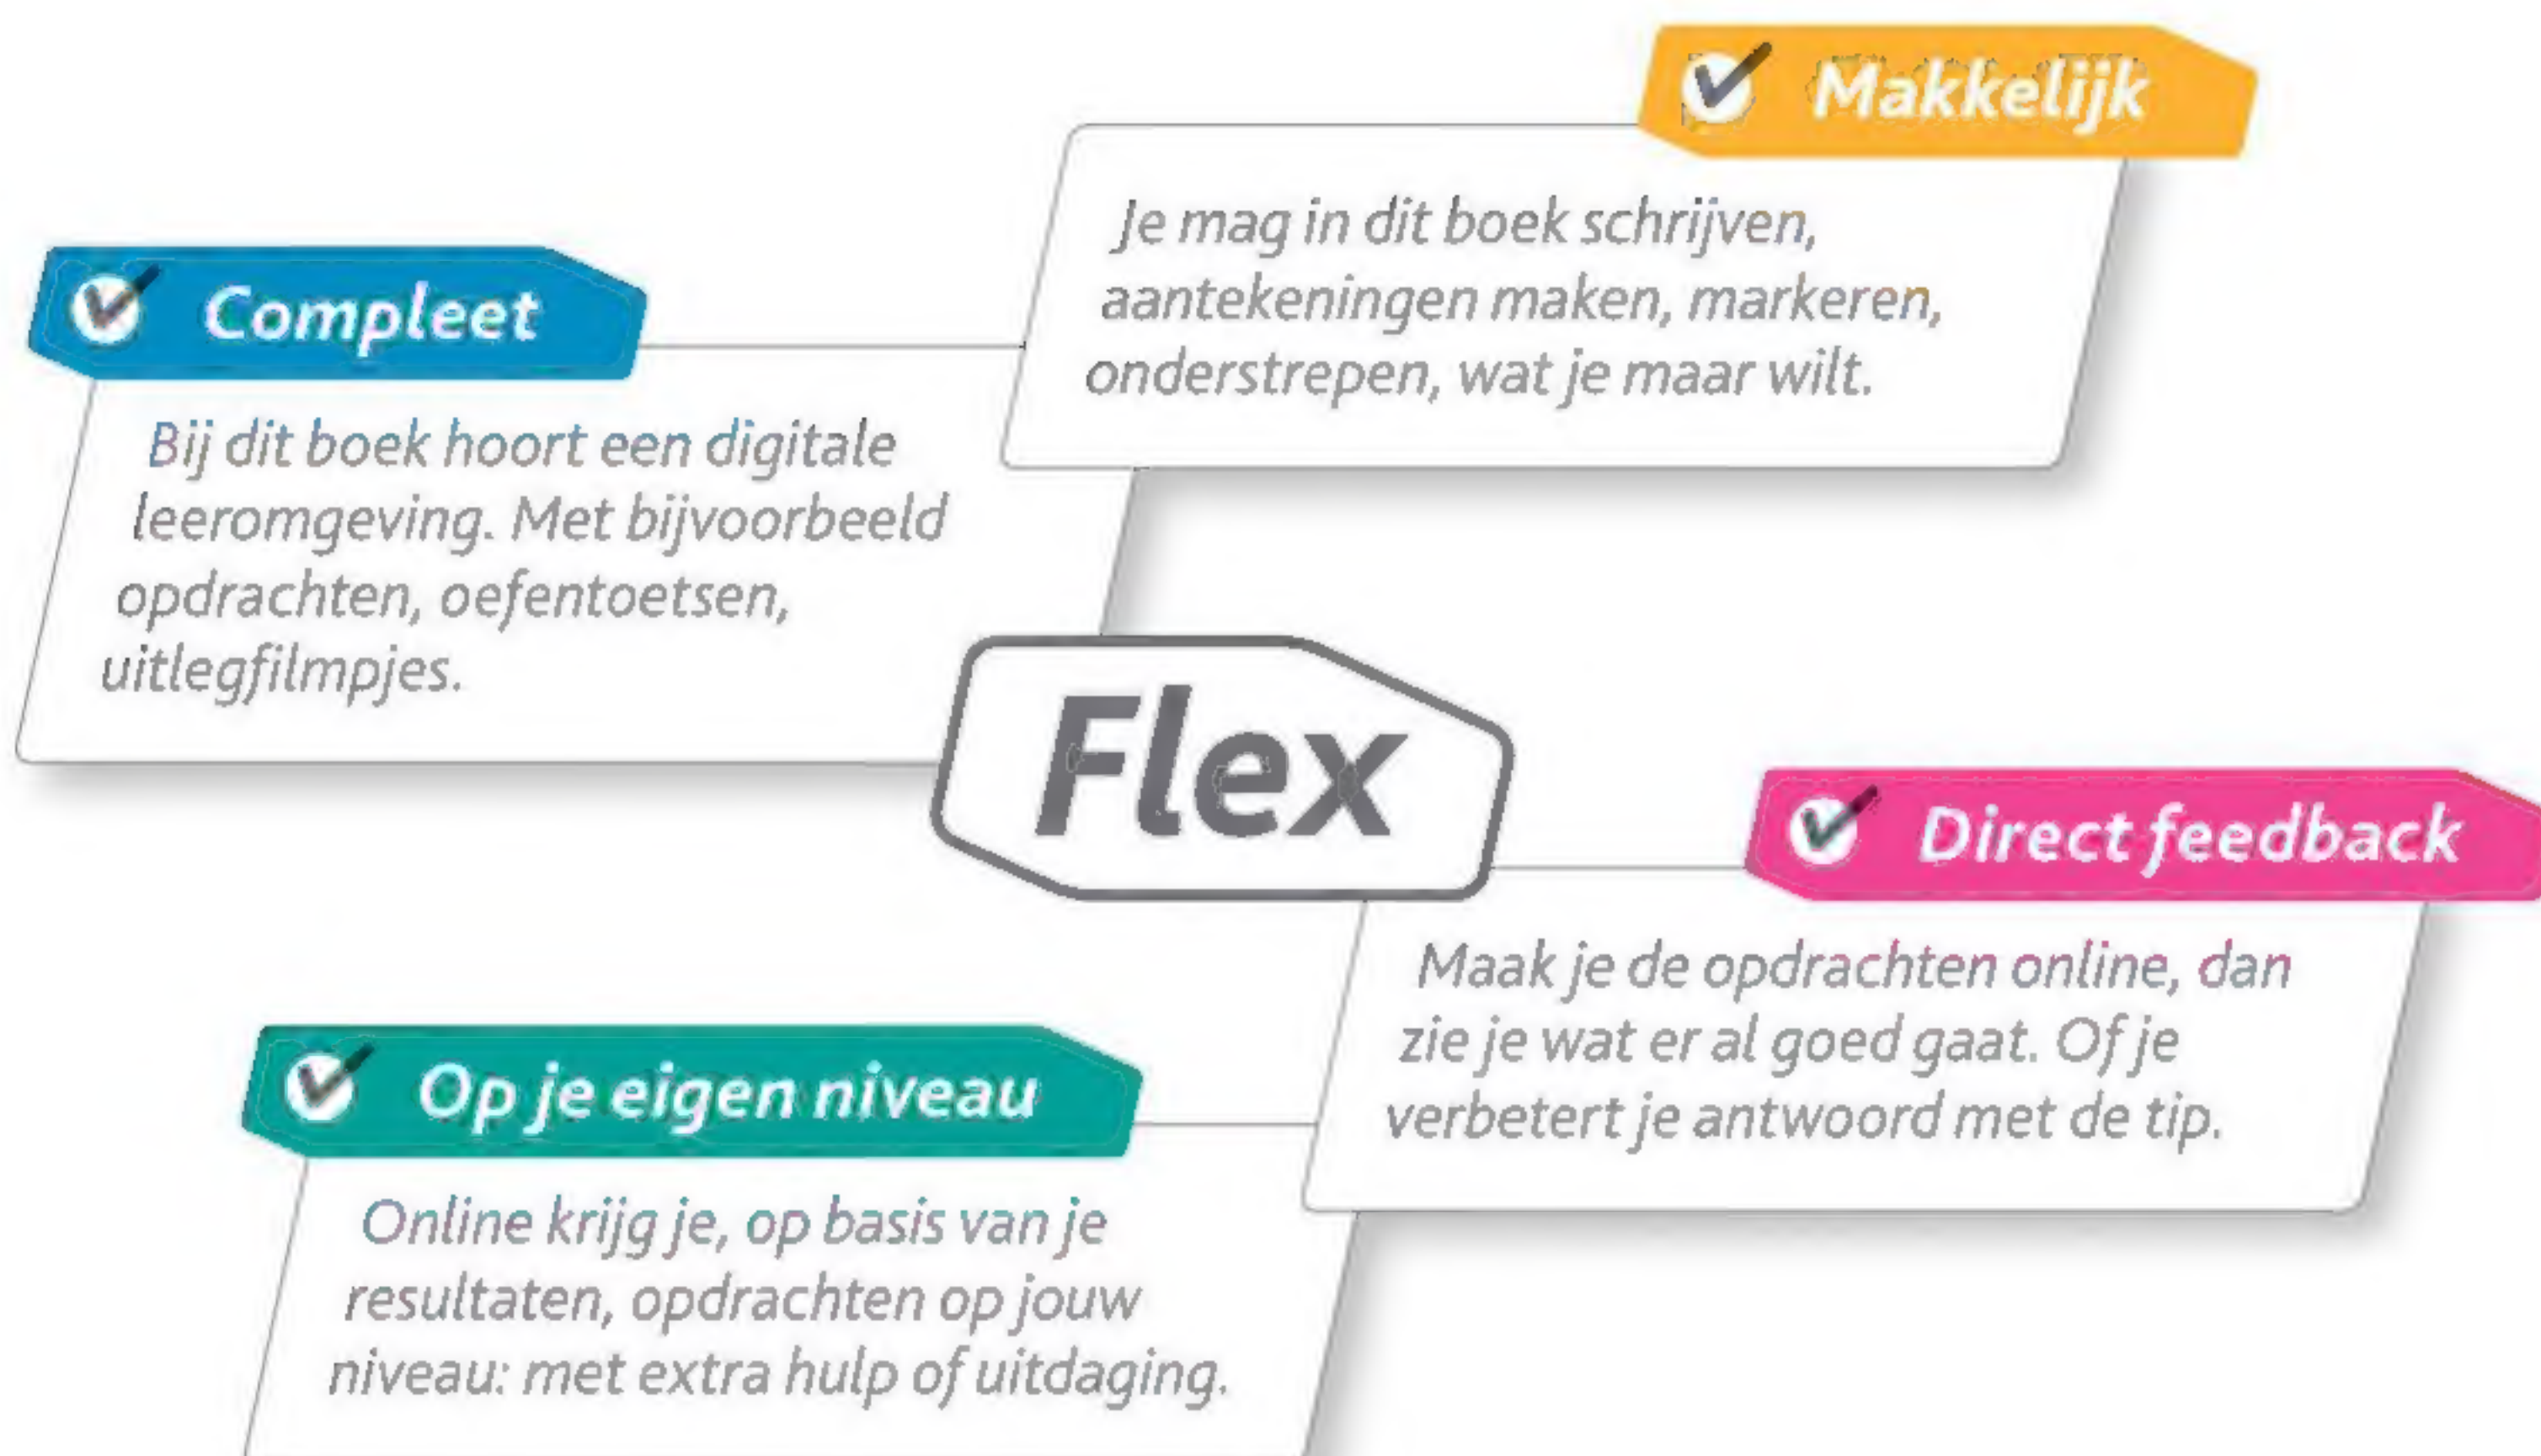 Makkelijk
Je mag in dit boek schrijven,
aantekeningen maken, markeren,
onderstrepen, wat je maar wilt.
Compleet
Bij dit boek hoort een digitale
leeromgeving. Met bijvoorbeeld
opdrachten, oefentoetsen,
uitlegfilmpjes.
Flex
Direct feedback
Maak je de opdrachten online, dan
zie je wat er al goed gaat. Of je
verbetert je antwoord met de tip.
Op je eigen niveau
Online krijg je, op basis van je
resultaten, opdrachten op jouw
niveau: met extra hulp of uitdaging.